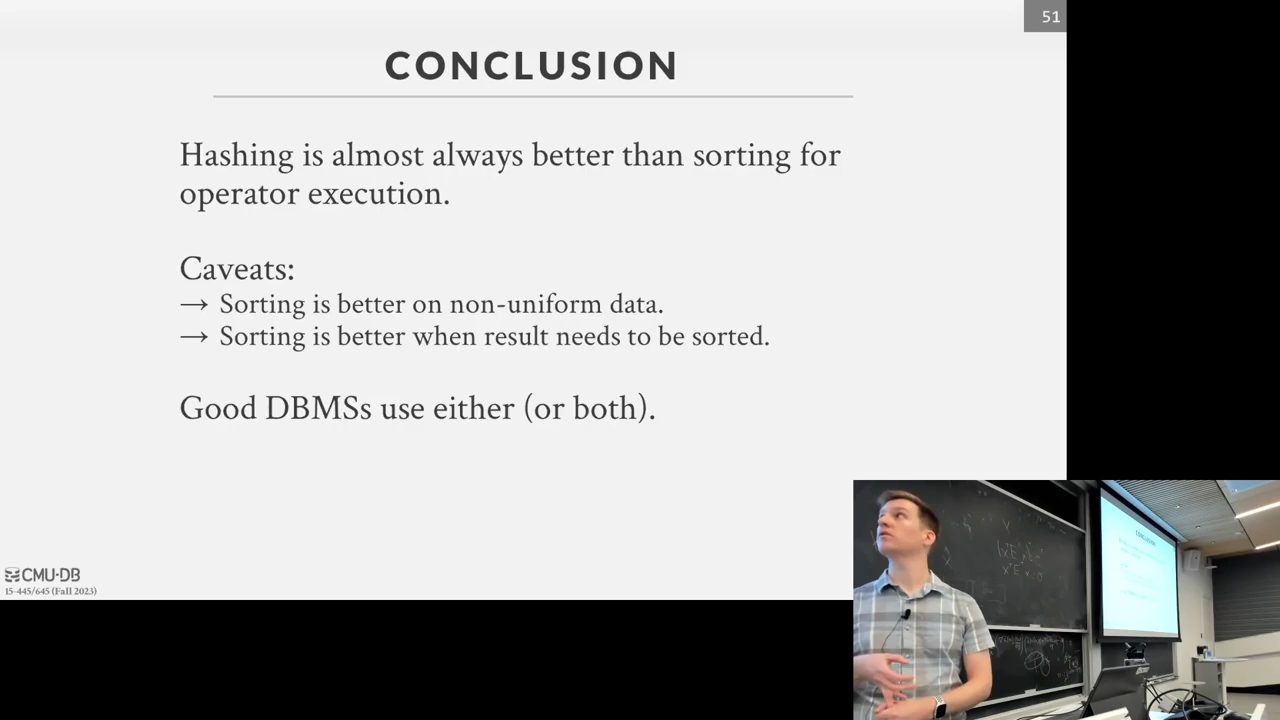 51
CONCLUSION
Hashing is almost always better than sorting for
operator execution.
Caveats:
→ Sorting is better on non-uniform data.
→ Sorting is better when result needs to be sorted.
Good DBMSs use either (or both).
CMU·DB
15-445/645 (Fall 2023)
CONCLUSION